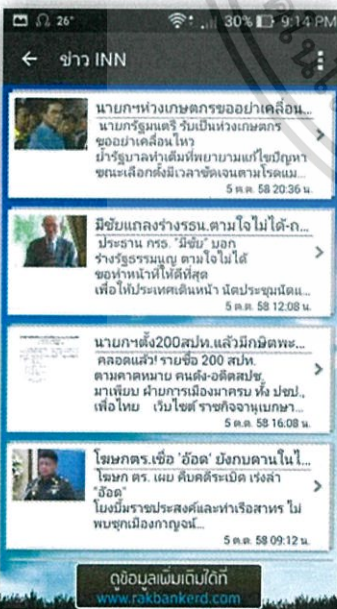 26°
30% 9:14 PM
ข่าว INN
นายกฯห่วงเกษตกรขออย่าเคลื่อน...
นายกรัฐมนตรี รับเป็นห่วงเกษตกร
ขออย่าเคลื่อนไหว
ย้ำรัฐบาลทำเต็มที่พยายามแก้ไขปัญหา
ขณะเลือกตั้งมีเวลาชัดเจนตามโรดแม...
5 ต.ค. 58 20:36 น.
มีชัยแถลงร่างรธน.ตามใจไม่ได้-ถ...
ประธาน กรธ. "มีชัย" บอก
ร่างรัฐธรรมนูญ ตามใจไม่ได้
ขอทำหน้าที่ให้ดีที่สุด
เพื่อให้ประเทศเดินหน้า นัดประชุมนัดแ...
5 ต.ค. 58 12:08 น.
นายกฯตั้ง200สปท.แล้วมีกษิตพะ...
คลอดแล้ว! รายชื่อ 200 สปท.
ตามคาดหมาย คนดัง-อดีตสปช.
มาเพียบ ฝ่ายการเมืองมาครบ ทั้ง ปชป.,
เพื่อไทย เว็บไซต์ ราชกิจจานุเบกษา...
5 ต.ค. 58 16:08 น.
โฆษกตร.เชื่อ 'อ๊อด' ยังกบดานในไ...
โฆษก ตร. เผย คืบคดีระเบิด เร่งล่า
"อ๊อด"
โยงบึ้มราชประสงค์และท่าเรือสาทร ไม่
พบซุกเมืองกาญจน์...
5 ต.ค. 58 09:12 น.
ดูข้อมูลเพิ่มเติมได้ที่
www.rakbankerd.com